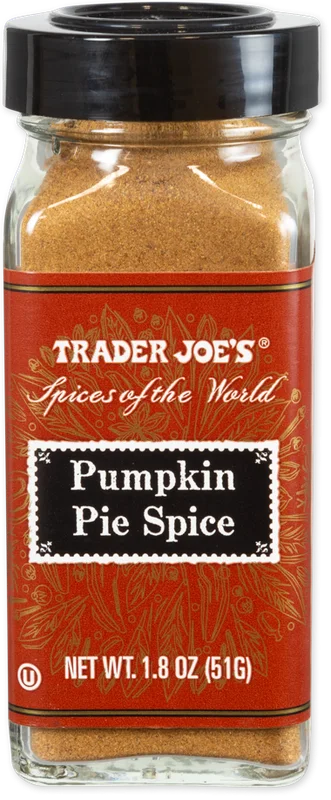 TRADER JOE'S®
Spices of the World
Pumpkin
Pie Spice
U
NET WT. 1.8 OZ (51G)